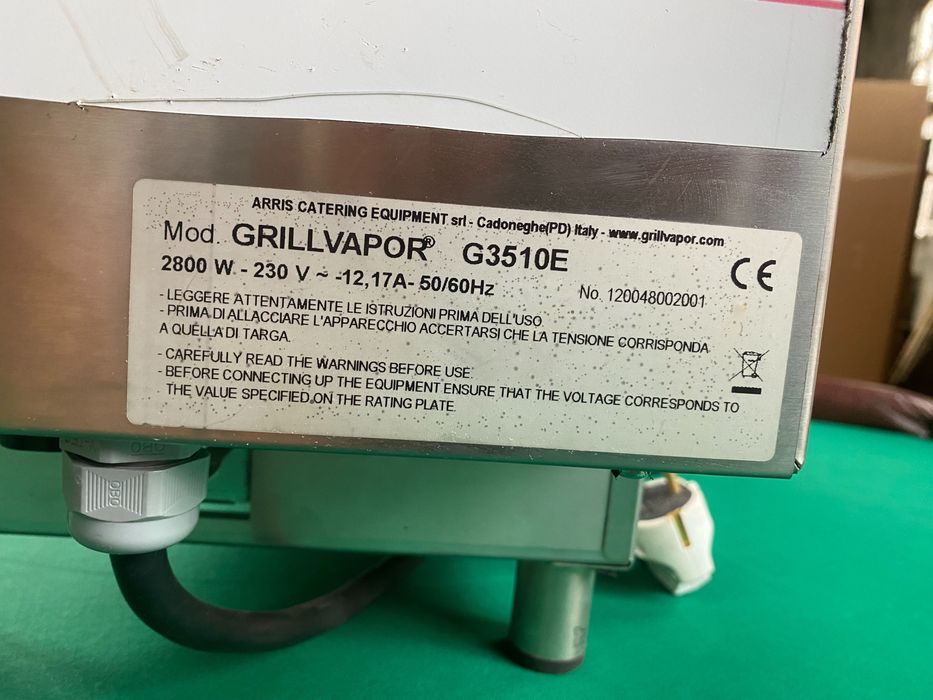 ARRIS CATERING EQUIPMENT srl - Cadoneghe(PD) Italy - www.grillvapor.com
Mod. GRILLVAPOR® G3510E
2800 W - 230 V ~ -12,17A- 50/60Hz
No. 120048002001
CE
- LEGGERE ATTENTAMENTE LE ISTRUZIONI PRIMA DELL'USO.
- PRIMA DI ALLACCIARE L'APPARECCHIO ACCERTARSI CHE LA TENSIONE CORRISPONDA
A QUELLA DI TARGA.
- CAREFULLY READ THE WARNINGS BEFORE USE.
- BEFORE CONNECTING UP THE EQUIPMENT ENSURE THAT THE VOLTAGE CORRESPONDS TO
THE VALUE SPECIFIED ON THE RATING PLATE.
OBO
OBO